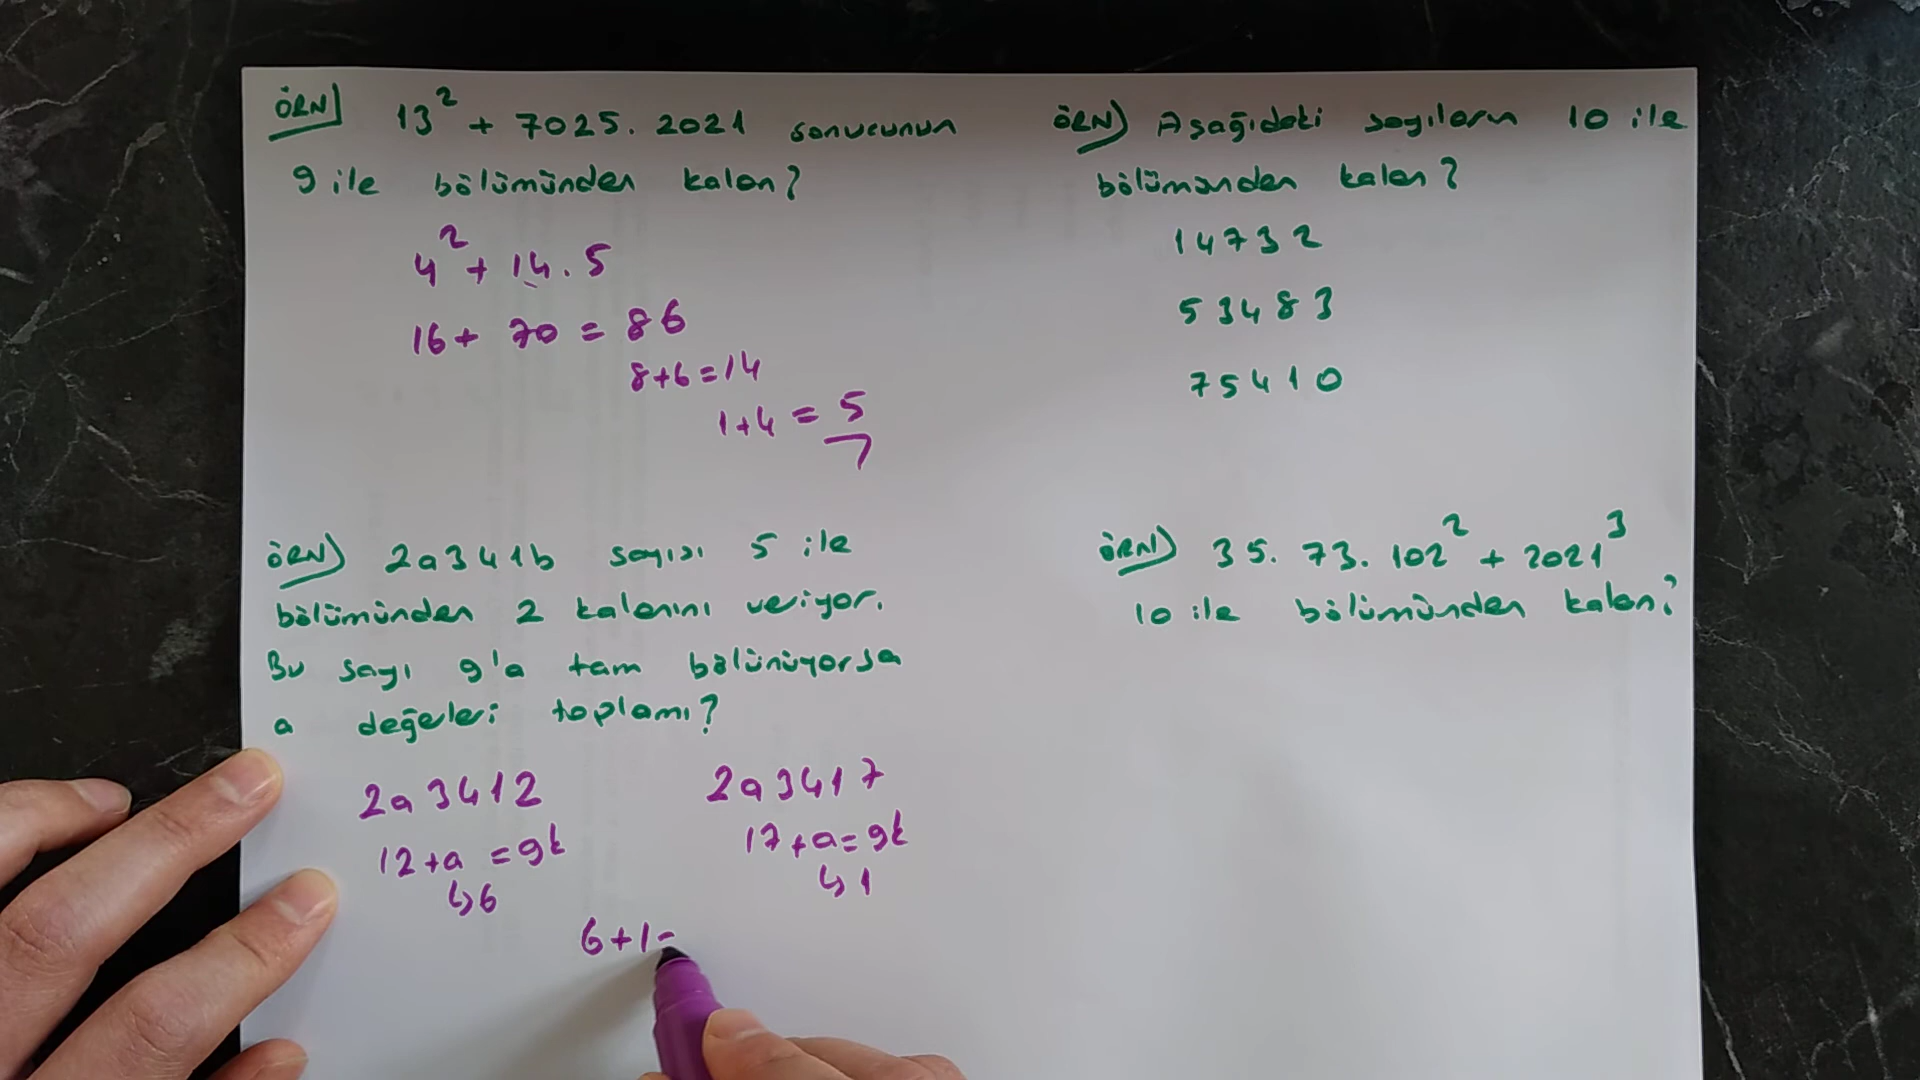 ÖRN) 13² + 7025. 2021 sonucunun
9 ile bölümünden kalan?
4² + 14. 5
16 + 70 = 86
8+6=14
1+4 = 5
ÖRN) 2a341b sayısı 5 ile
bölümünden 2 kalanını veriyor.
Bu sayı 9'a tam bölünüyorsa
a değerleri toplamı?
2a3412
12+a =9k
↳6
2a3417
17+a=9k
↳1
6+1=
ÖRN) Aşağıdaki sayıların 10 ile
bölümünden kalan?
14732
53483
75410
ÖRN) 35. 73. 102² + 2021³
10 ile bölümünden kalan?